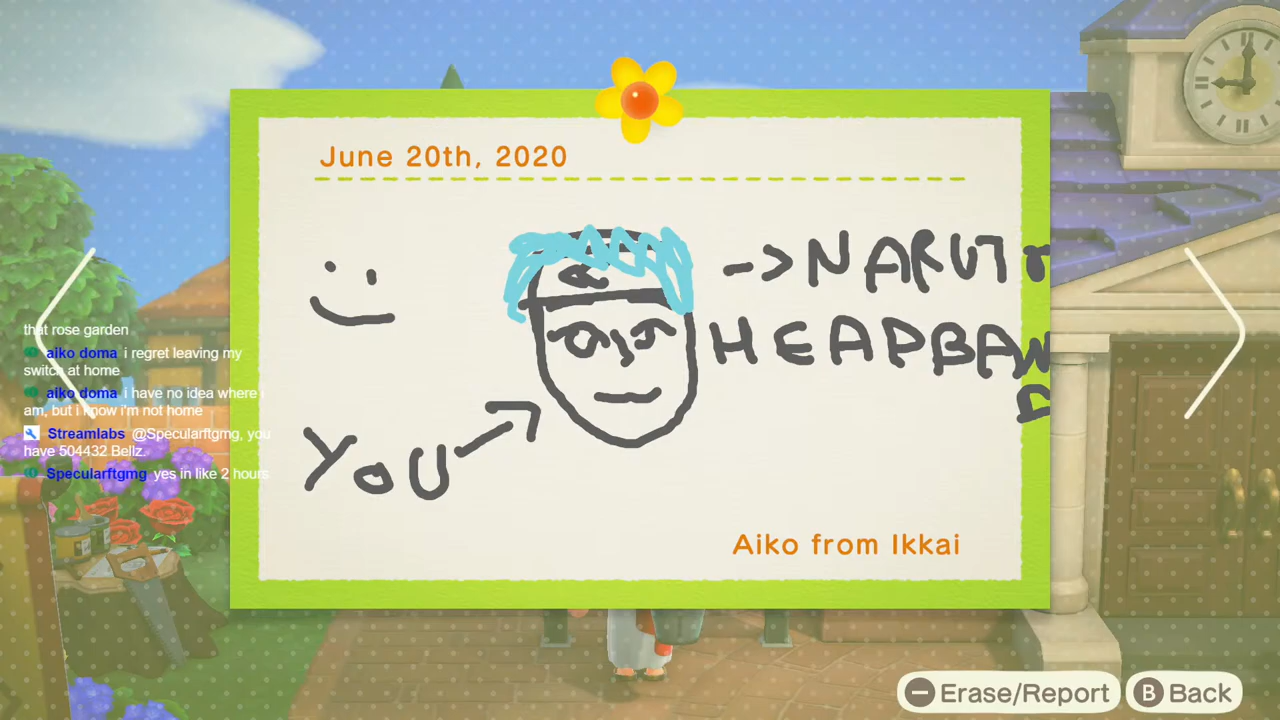 June 20th, 2020
-> NARUTO
HEADBAND
YOU
Aiko from Ikkai
that rose garden
aiko doma i regret leaving my
switch at home
aiko doma i have no idea where i
am, but i know i'm not home
Streamlabs @Specularftgmg, you
have 504432 Bellz.
Specularftgmg yes in like 2 hours
Erase/Report
B Back